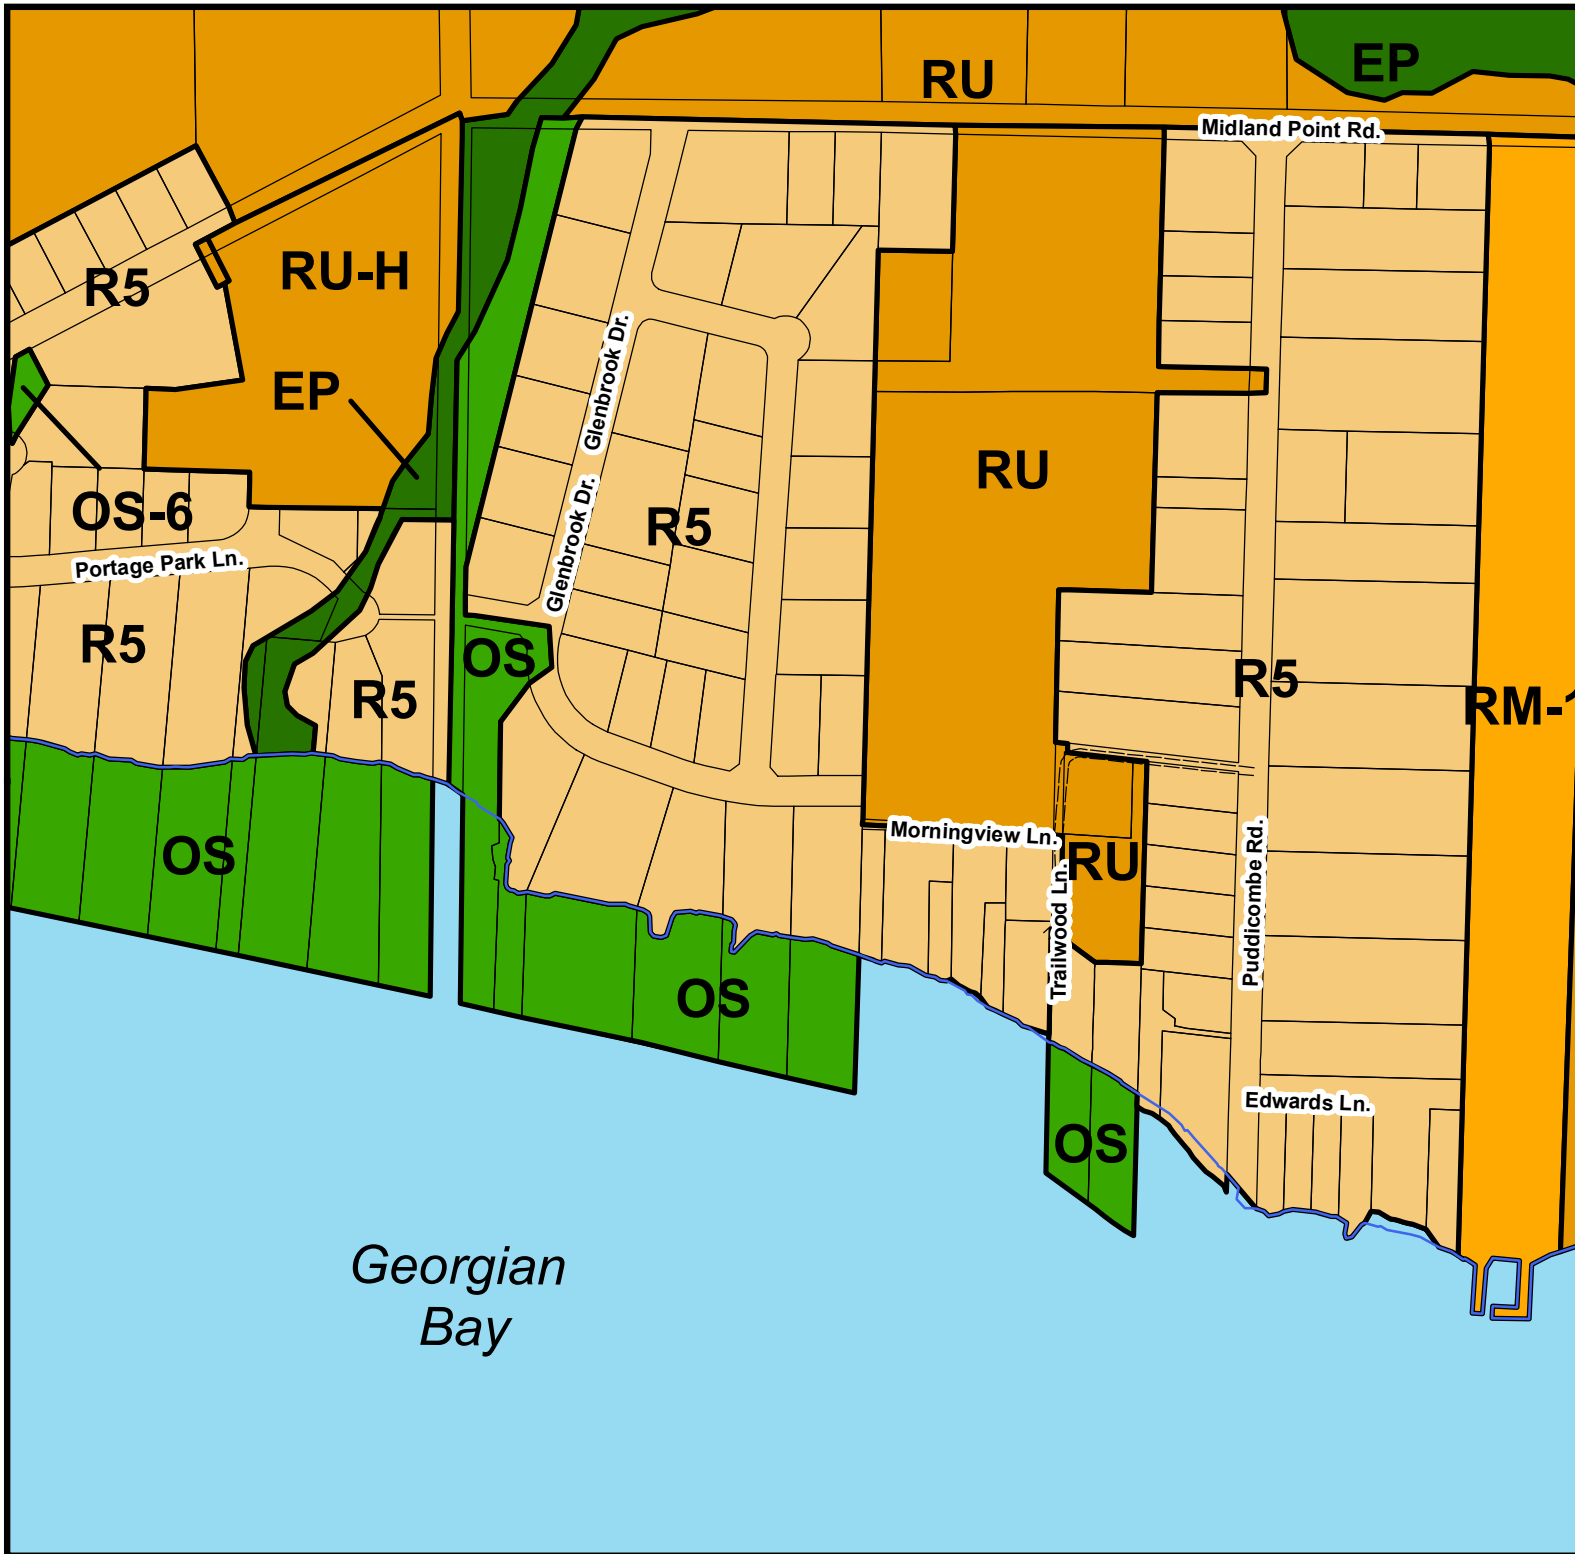 EP
RU
Midland Point Rd.
RU-H
R5
Glenbrook Dr.
EP
RU
OS-6
Glenbrook Dr.
R5
Portage Park Ln.
R5
OS
R5
R5
RM-1
Morningview Ln.
OS
RU
Trailwood Ln.
Puddicombe Rd.
OS
Edwards Ln.
OS
Georgian
Bay